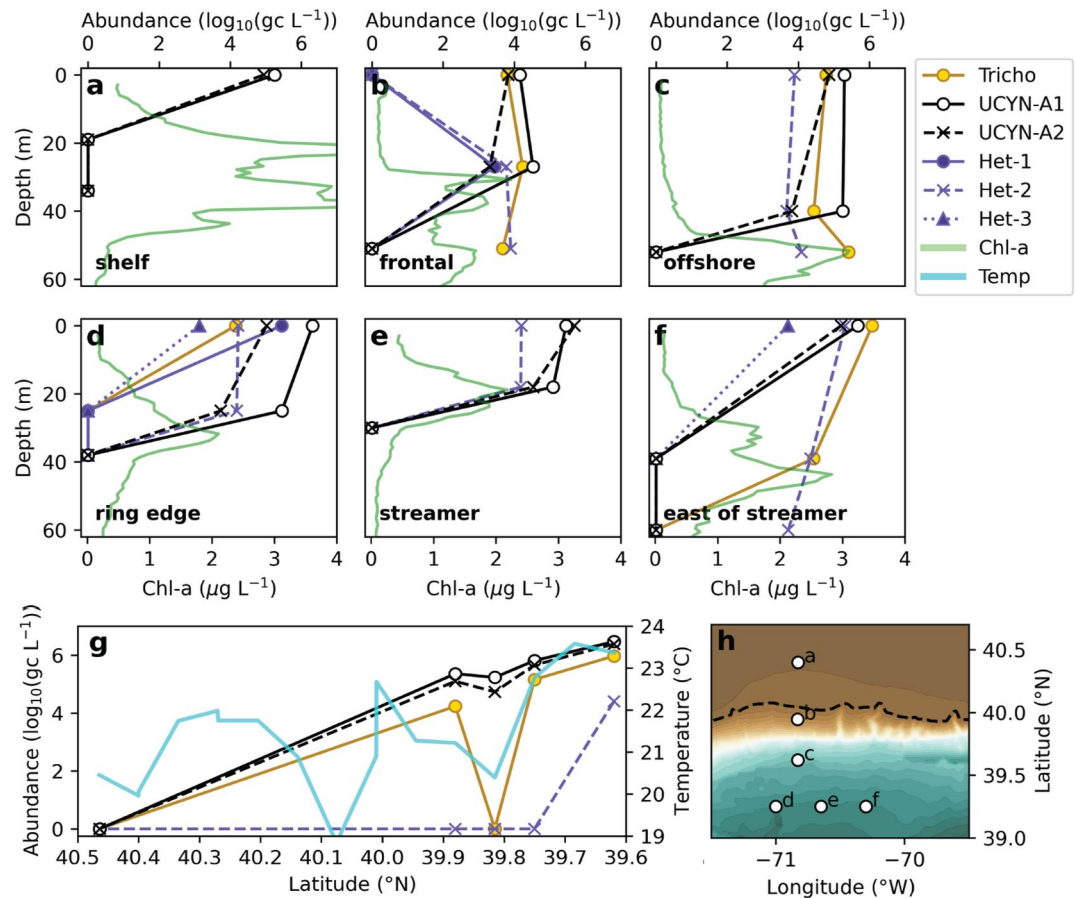 Abundance (log₁₀(gc L⁻¹)) Abundance (log₁₀(gc L⁻¹)) Abundance (log₁₀(gc L⁻¹))
0 2 4 6 0 2 4 6 0 2 4 6
a b c
Depth (m)
0
20
40
60
shelf frontal offshore
Tricho
UCYN-A1
UCYN-A2
Het-1
Het-2
Het-3
Chl-a
Temp
d e f
Depth (m)
0
20
40
60
ring edge streamer east of streamer
0 1 2 3 4 0 1 2 3 4 0 1 2 3 4
Chl-a (μg L⁻¹) Chl-a (μg L⁻¹) Chl-a (μg L⁻¹)
g
Abundance (log₁₀(gc L⁻¹))
6
4
2
0
24
23
22
21
20
19
Temperature (°C)
40.5 40.4 40.3 40.2 40.1 40.0 39.9 39.8 39.7 39.6
Latitude (°N)
h
a
b
c
d e f
40.5
40.0
39.5
39.0
Latitude (°N)
−71 −70
Longitude (°W)